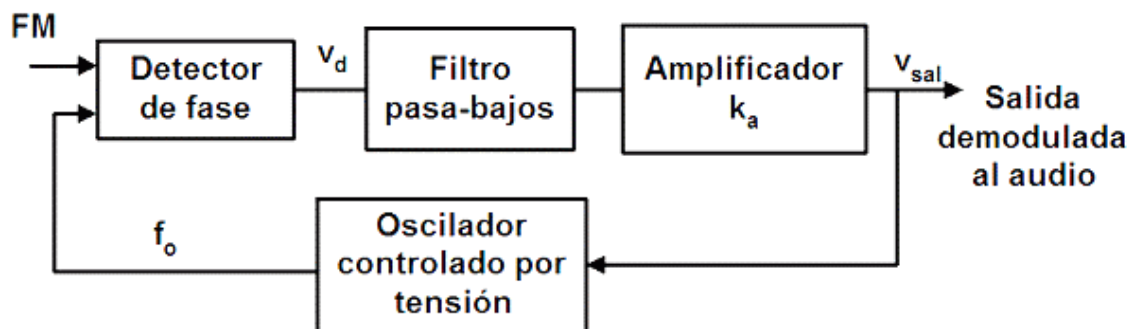 FM
Detector
de fase
v_d
Filtro
pasa-bajos
Amplificador
k_a
v_sal
Salida
demodulada
al audio
f_o
Oscilador
controlado por
tensión